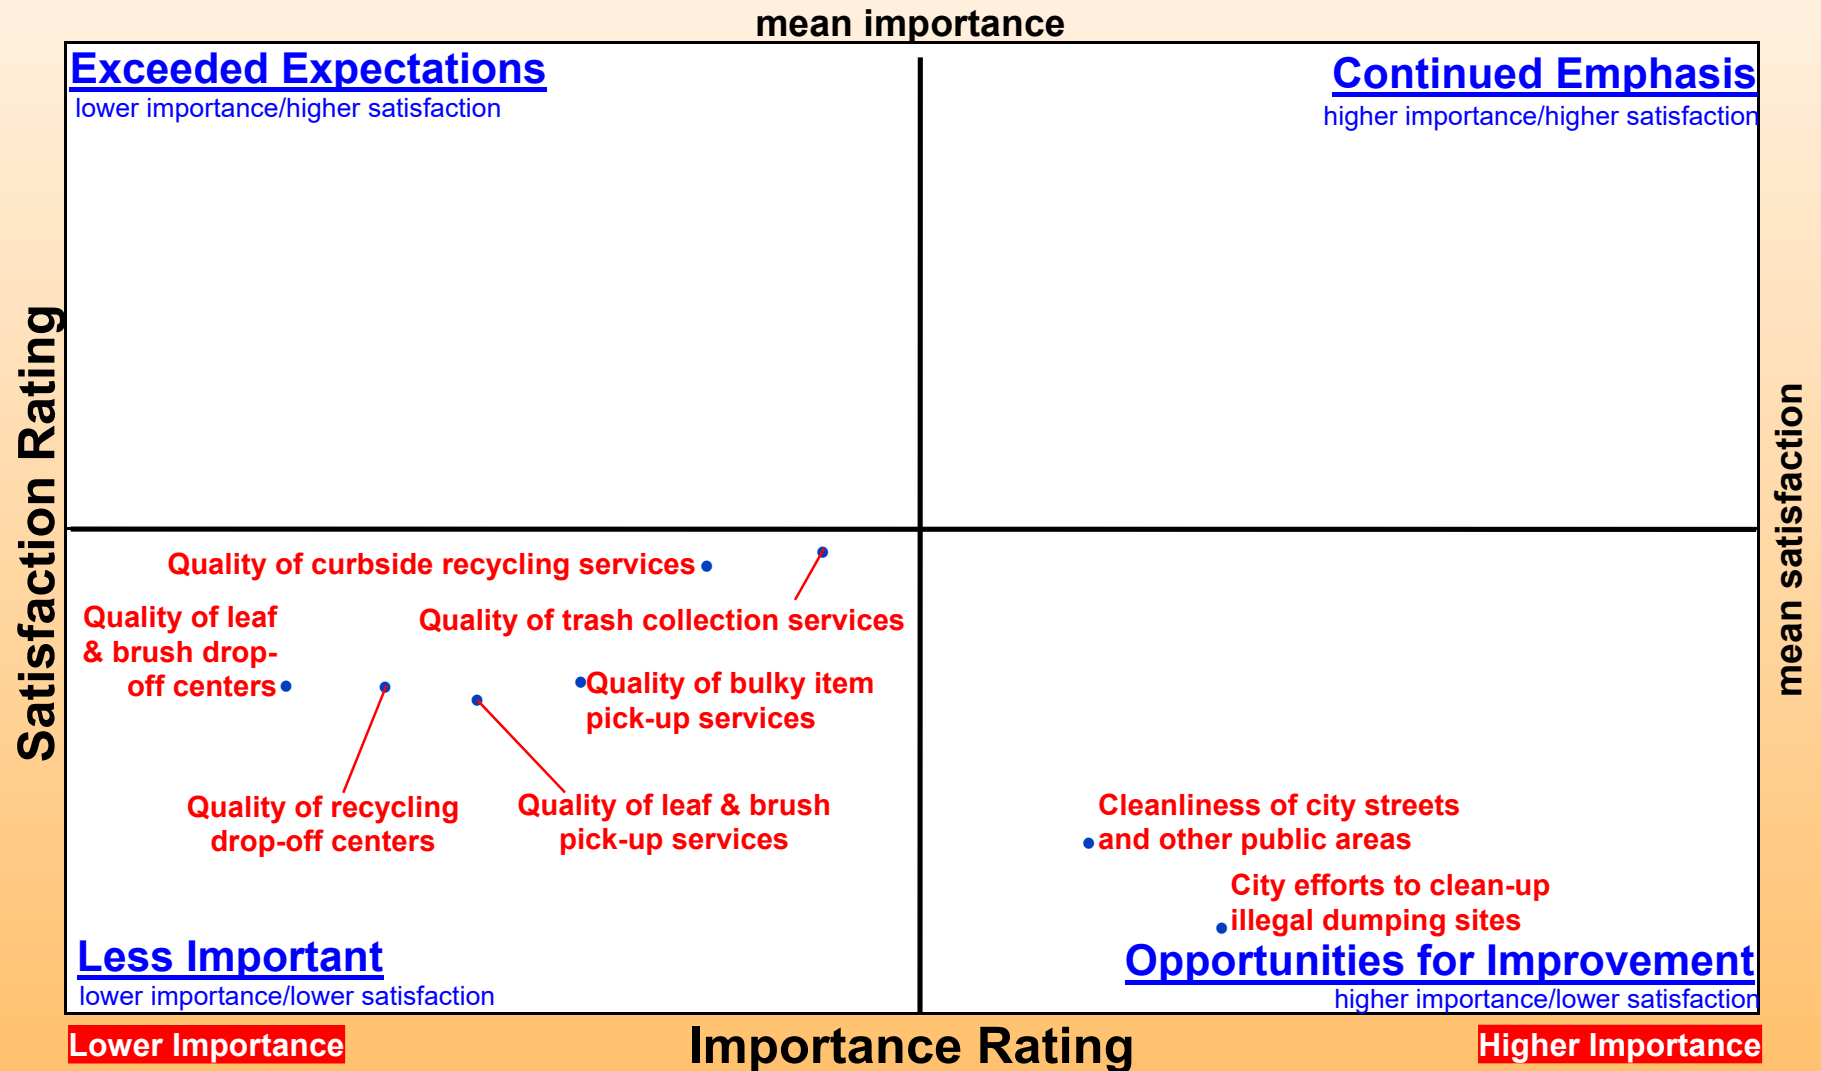 mean importance
Exceeded Expectations
lower importance/higher satisfaction
Continued Emphasis
higher importance/higher satisfaction
Satisfaction Rating
mean satisfaction
Quality of curbside recycling services
Quality of trash collection services
Quality of leaf
& brush drop-
off centers
Quality of bulky item
pick-up services
Quality of recycling
drop-off centers
Quality of leaf & brush
pick-up services
Cleanliness of city streets
and other public areas
City efforts to clean-up
illegal dumping sites
Less Important
lower importance/lower satisfaction
Opportunities for Improvement
higher importance/lower satisfaction
Lower Importance
Importance Rating
Higher Importance